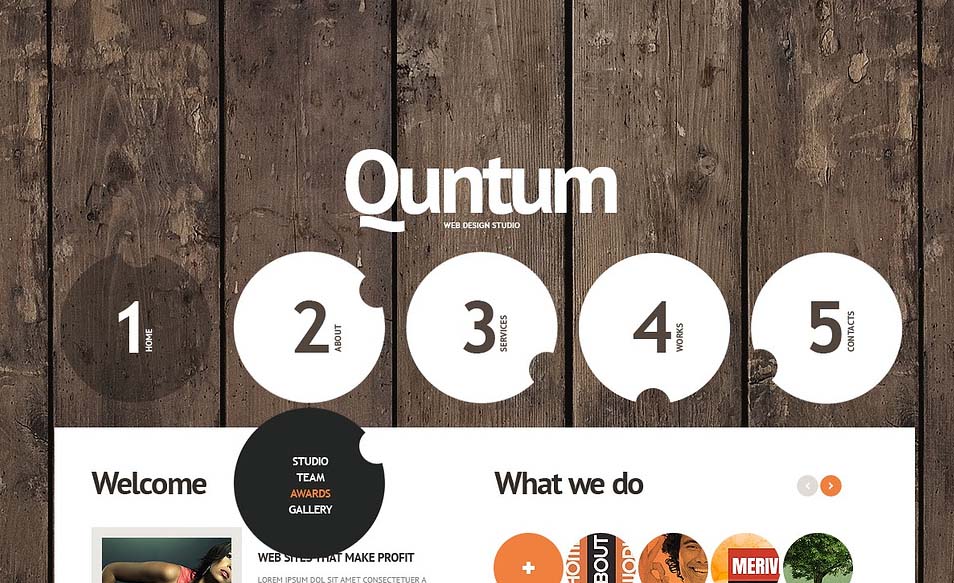 Quntum
WEB DESIGN STUDIO
1 HOME
2 ABOUT
3 SERVICES
4 WORKS
5 CONTACTS
STUDIO
TEAM
AWARDS
GALLERY
Welcome
WEB SITES THAT MAKE PROFIT
LOREM IPSUM DOL SIT AMET CONSECTETUER A
What we do
BOUT
MERIV